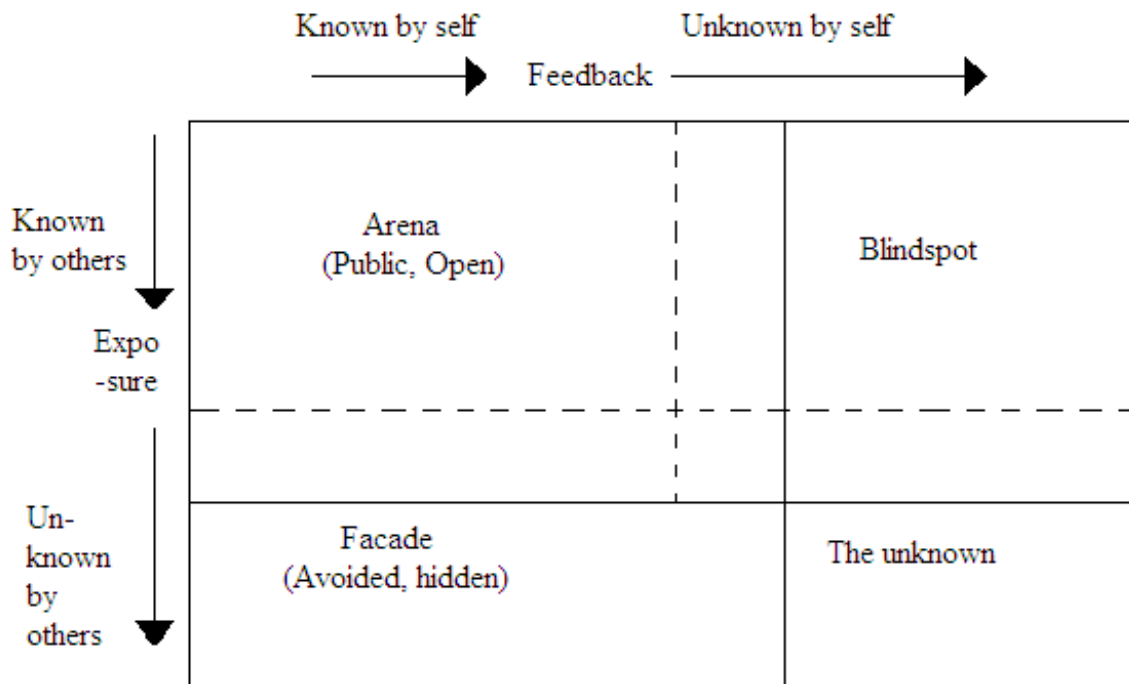 Known by self
Unknown by self
Feedback
Known
by others
Arena
(Public, Open)
Blindspot
Expo
-sure
Un-
known
by
others
Facade
(Avoided, hidden)
The unknown